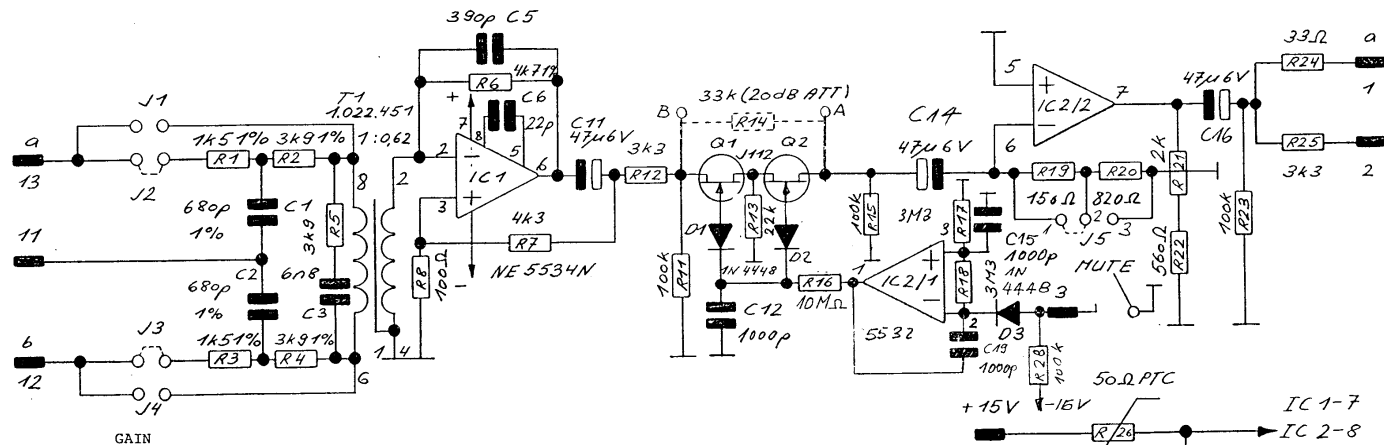 390p C5
R6
4k7 1%
C6
22p
J1
J2
a
13
1k5 1%
R1
3k9 1%
R2
T1
1.022.451
1:0,62
8
680p
1%
C1
11
C2
680p
1%
3k9
R5
6n8
C3
b
12
J3
1k5 1%
R3
3k9 1%
R4
J4
6
GAIN
2
1
4
+
7
8
5
2
6
3
IC1
NE 5534N
4k3
R7
R8
100Ω
C11
47µ6V
3k3
R12
33k (20dB ATT)
B
R14
A
Q1
J112
Q2
D1
R13
22k
D2
1N4448
100k
R11
C12
1000p
R16
10MΩ
100k
R15
C14
47µ6V
3M3
R17
C15
1000p
3
1
IC2/1
2
5532
R18
3M3
1N
4448
3
D3
C19
1000p
R28
100k
-15V
5
6
7
IC2/2
R19
150Ω
R20
820Ω
1
2
3
J5
MUTE
2k
R21
560Ω
R22
47µ6V
C16
100k
R23
33Ω
R24
a
1
R25
3k3
2
50Ω PTC
+15V
R 26
IC 1-7
IC 2-8